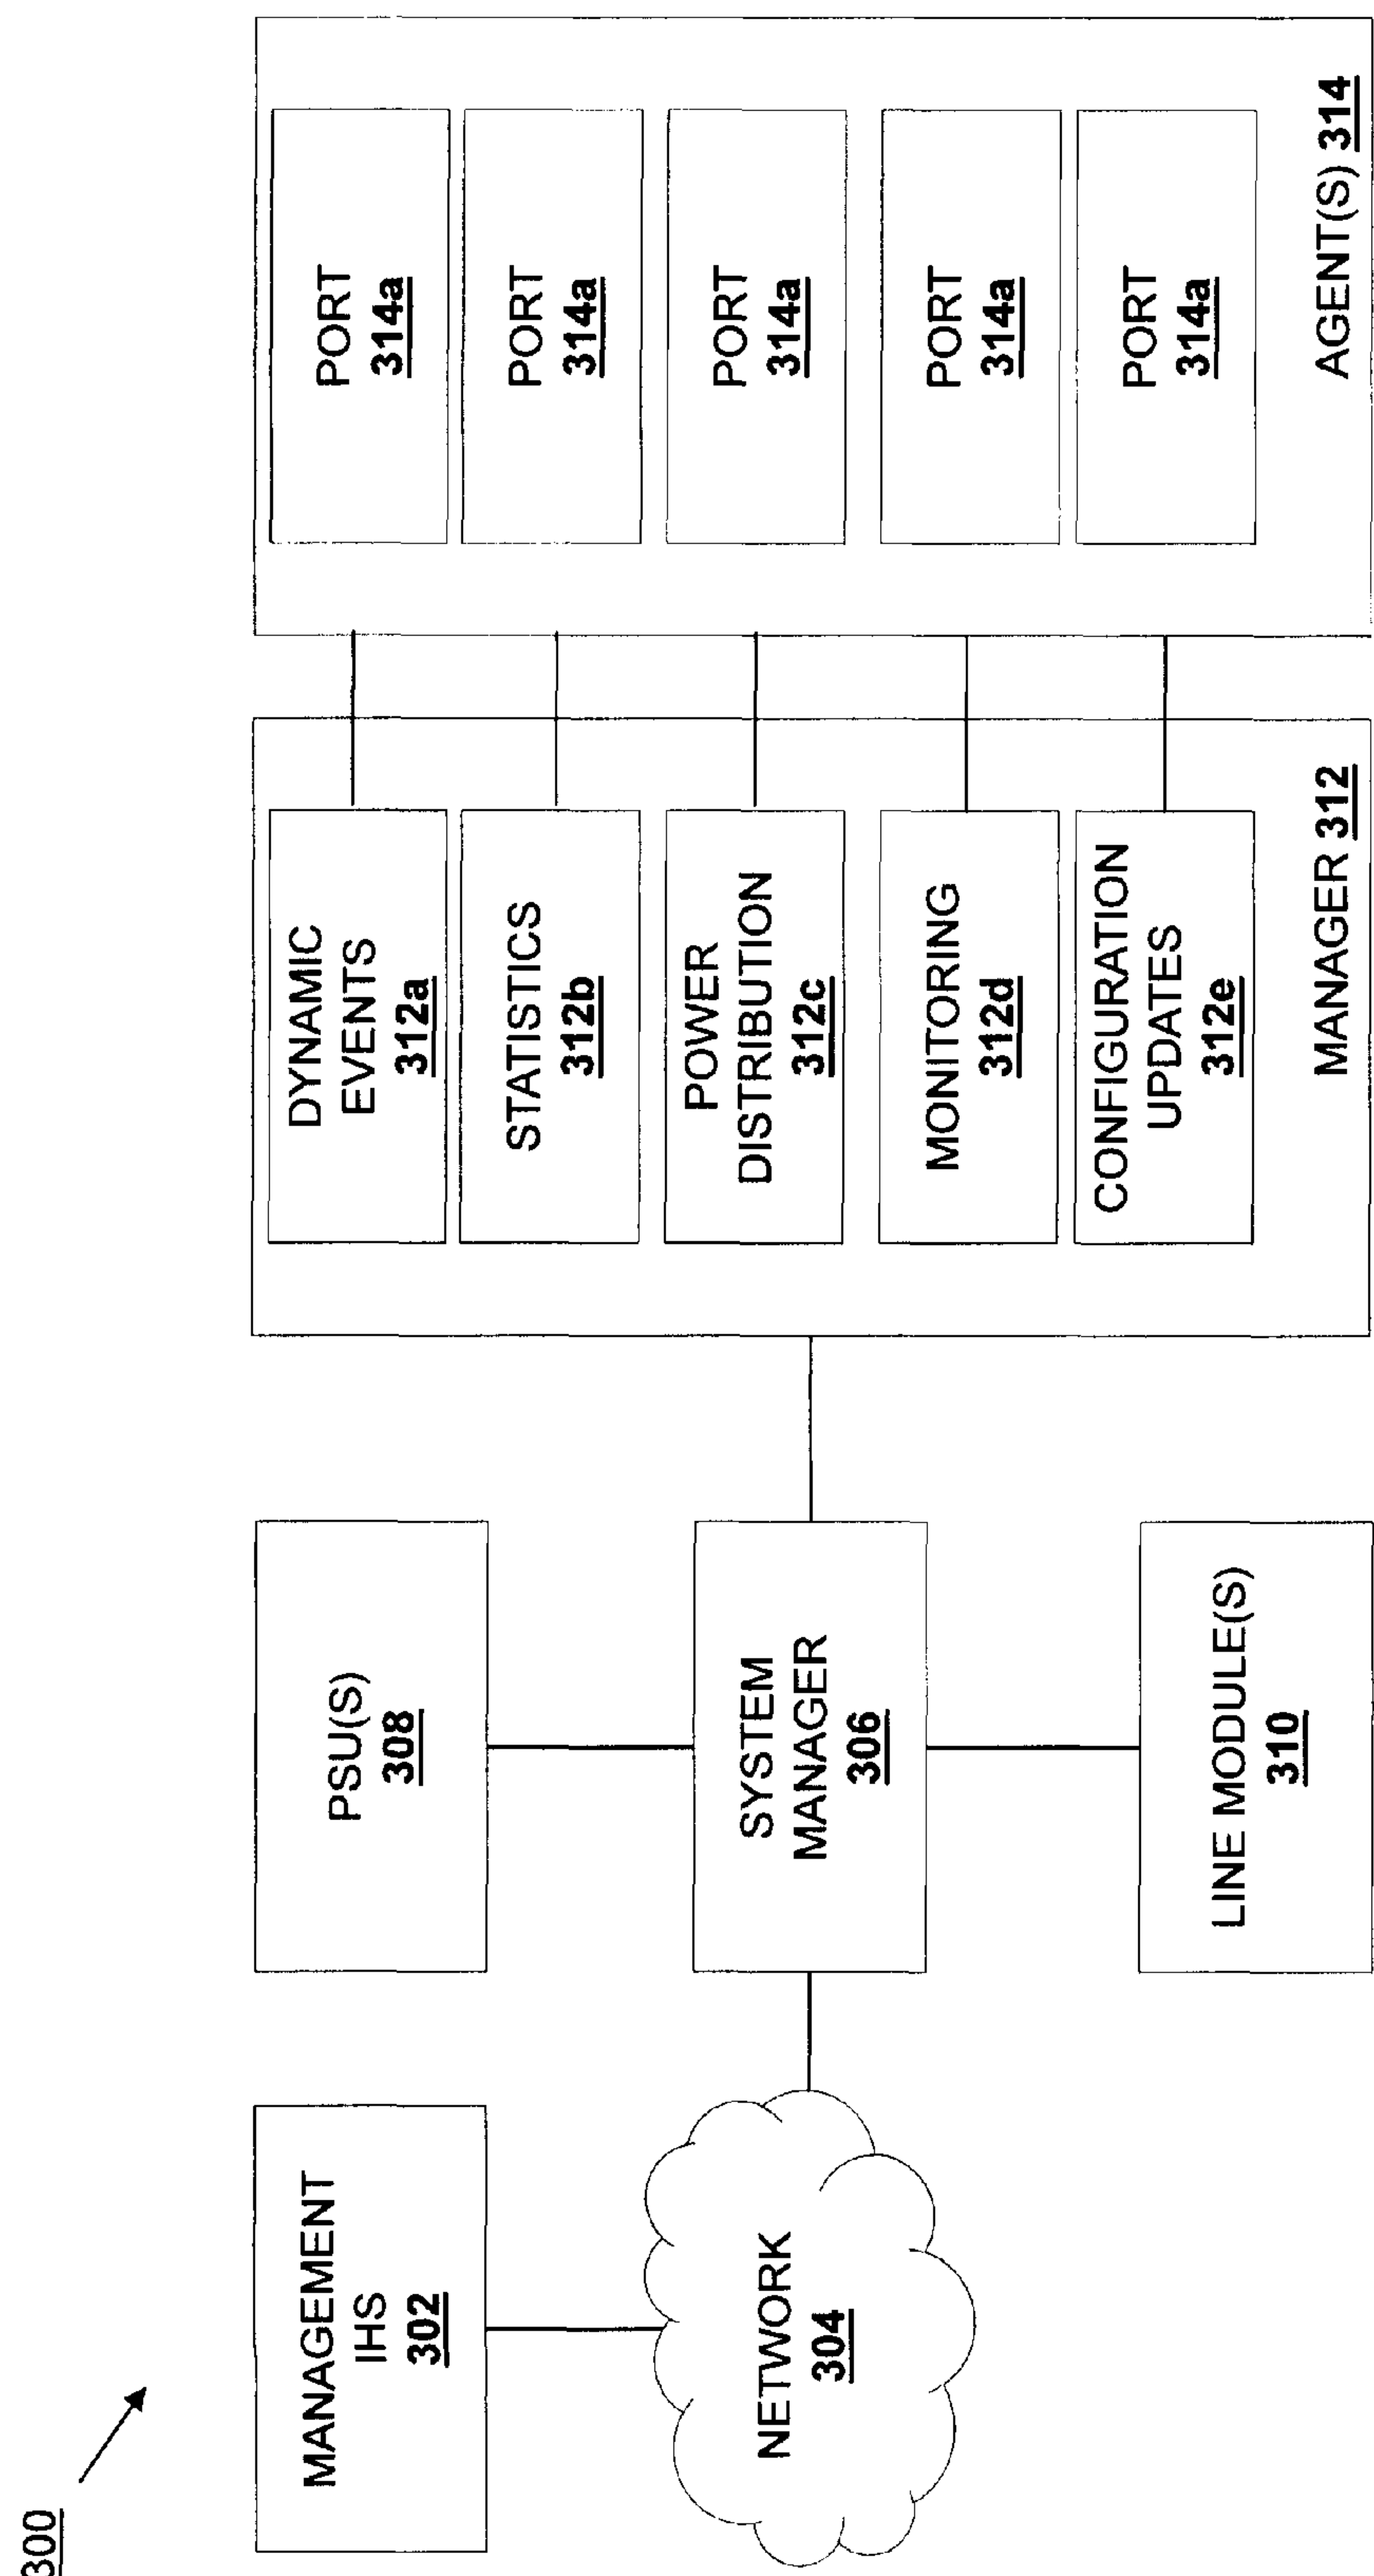 300
MANAGEMENT
IHS
302
NETWORK
304
PSU(S)
308
SYSTEM
MANAGER
306
LINE MODULE(S)
310
DYNAMIC
EVENTS
312a
STATISTICS
312b
POWER
DISTRIBUTION
312c
MONITORING
312d
CONFIGURATION
UPDATES
312e
MANAGER 312
PORT
314a
PORT
314a
PORT
314a
PORT
314a
PORT
314a
AGENT(S) 314